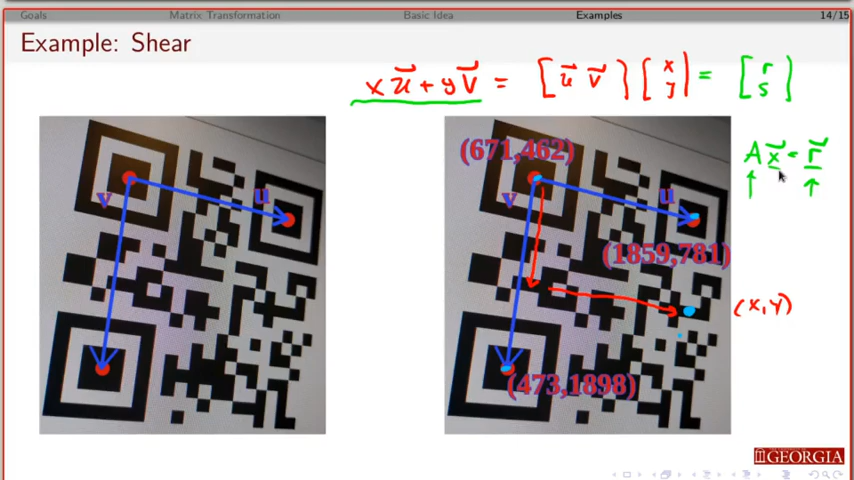 Goals Matrix Transformation Basic Idea Examples 14/15
Example: Shear
x u⃗ + y v⃗ = [ u⃗ v⃗ ] [ x y ] = [ r s ]
A x⃗ = r⃗
v u
(671,462)
v u
(1859,781)
(x,y)
(473,1898)
GEORGIA